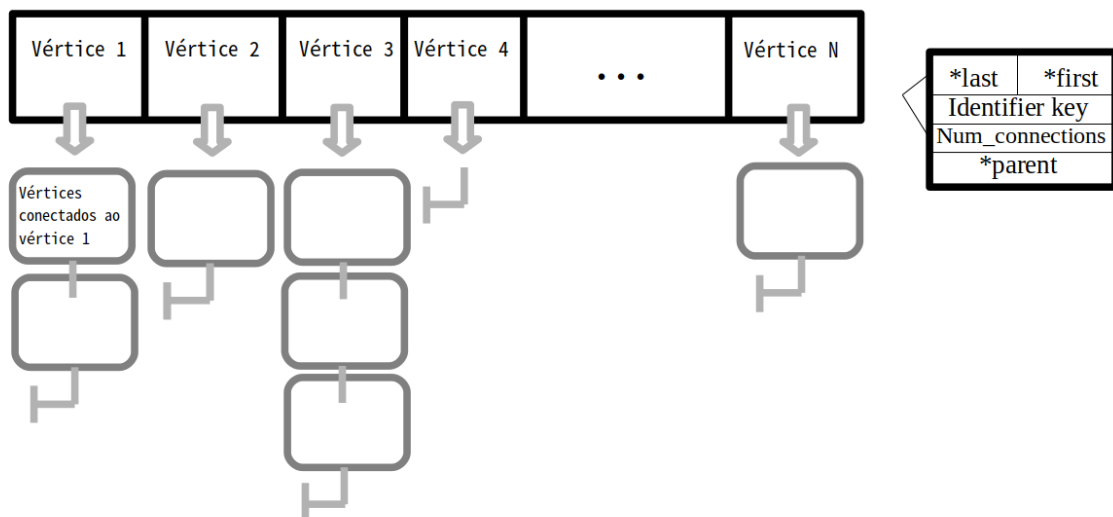 Vértice 1
Vértice 2
Vértice 3
Vértice 4
...
Vértice N
*last
*first
Identifier key
Num_connections
*parent
Vértices
conectados ao
vértice 1